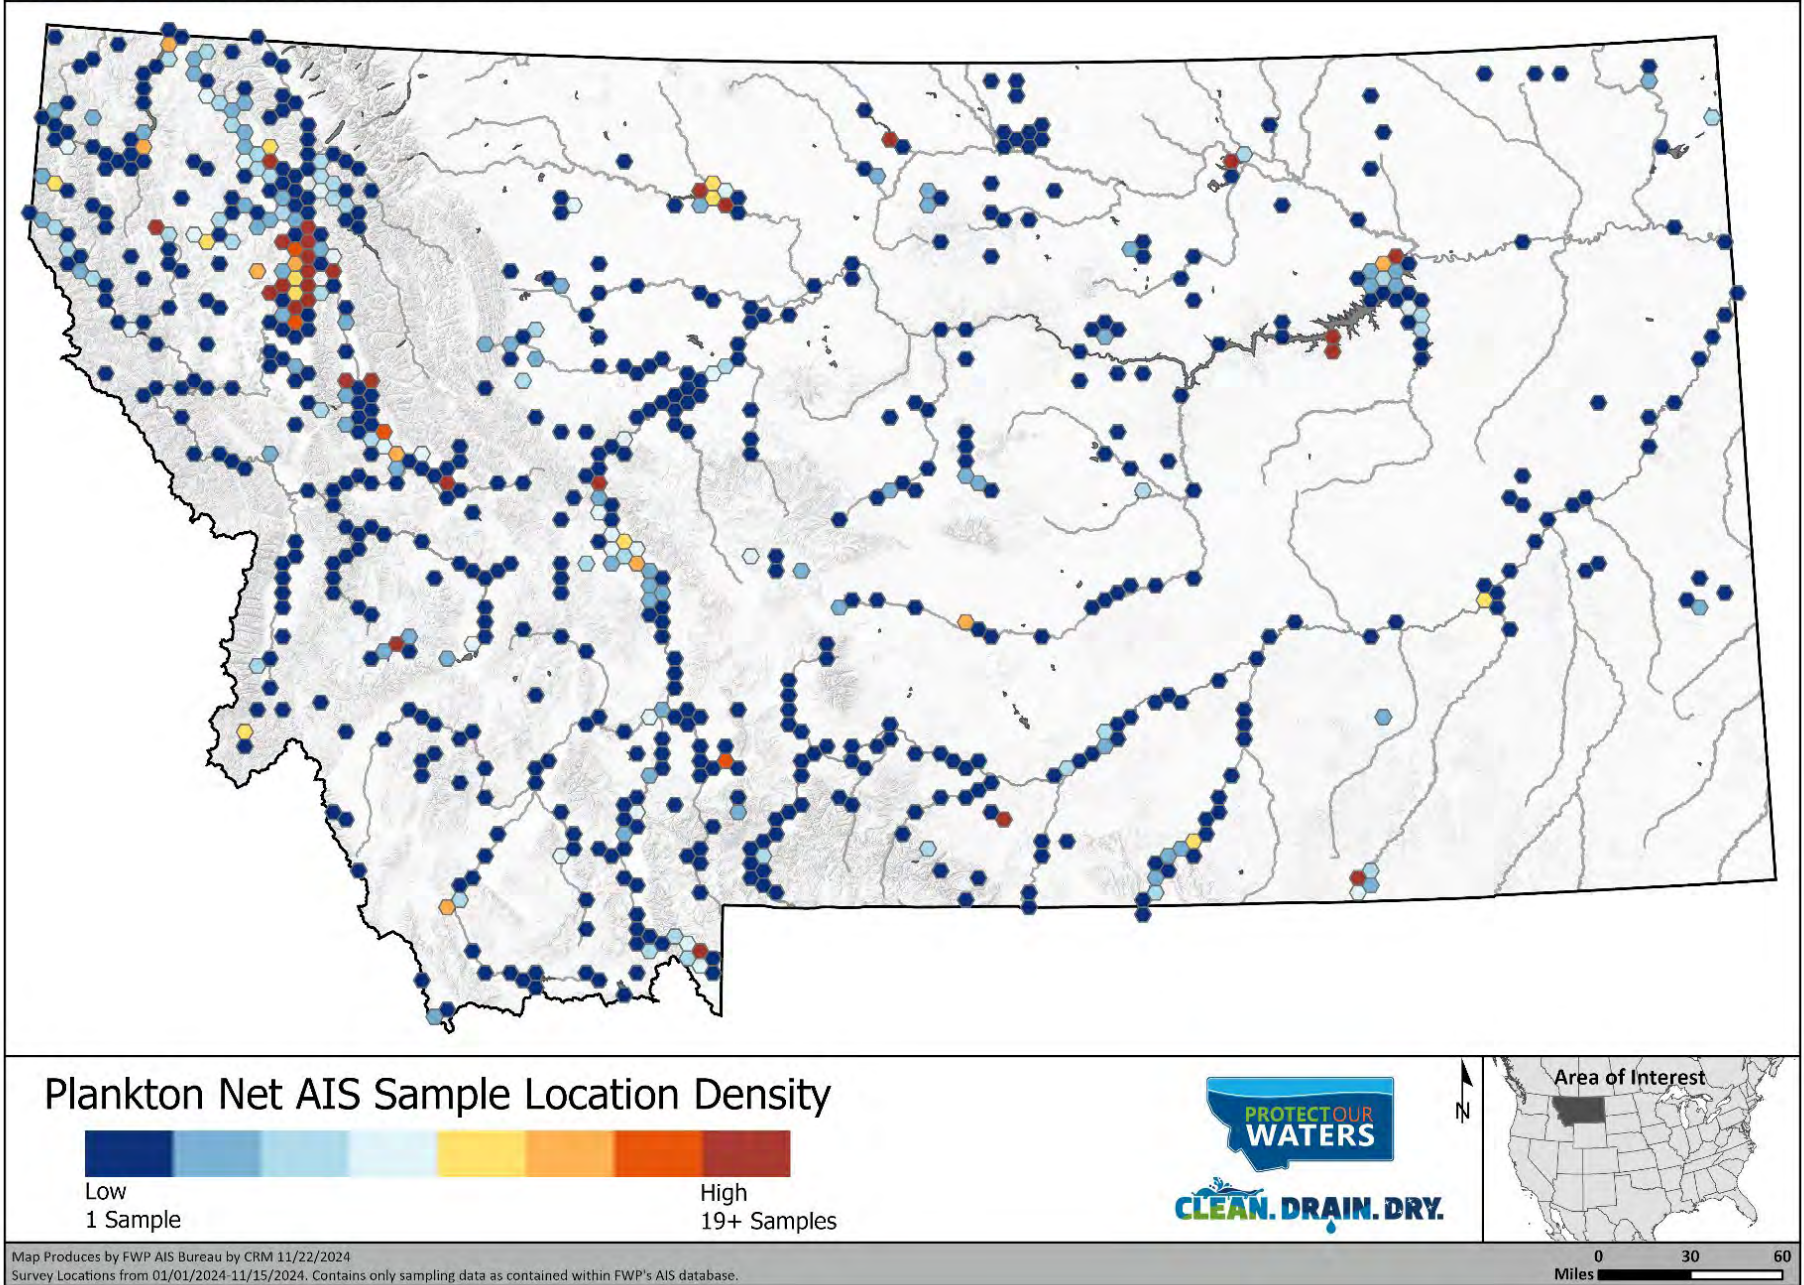 Plankton Net AIS Sample Location Density
Low
1 Sample
High
19+ Samples
PROTECTOUR
WATERS
CLEAN. DRAIN. DRY.
N
Area of Interest
Map Produces by FWP AIS Bureau by CRM 11/22/2024
Survey Locations from 01/01/2024-11/15/2024. Contains only sampling data as contained within FWP's AIS database.
0 30 60
Miles